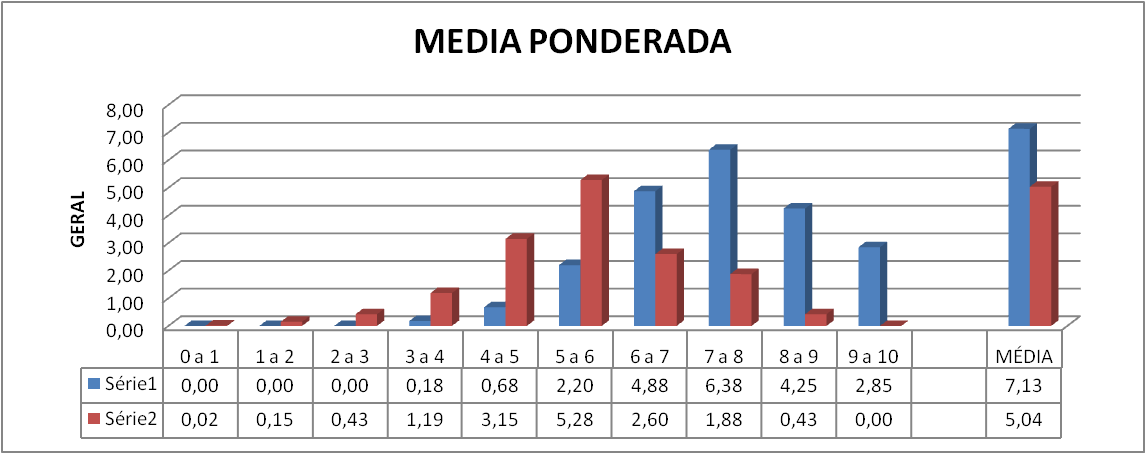 MEDIA PONDERADA
GERAL
8,00
7,00
6,00
5,00
4,00
3,00
2,00
1,00
0,00
0 a 1 1 a 2 2 a 3 3 a 4 4 a 5 5 a 6 6 a 7 7 a 8 8 a 9 9 a 10 MÉDIA
Série1 0,00 0,00 0,00 0,18 0,68 2,20 4,88 6,38 4,25 2,85 7,13
Série2 0,02 0,15 0,43 1,19 3,15 5,28 2,60 1,88 0,43 0,00 5,04